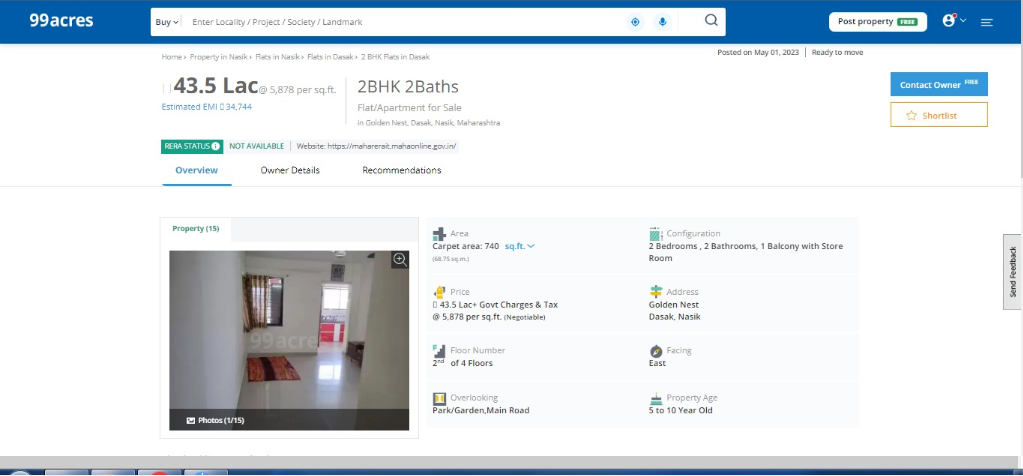 99acres
Buy
Enter Locality / Project / Society / Landmark
Post property FREE
Home › Property in Nasik › Flats in Nasik › Flats in Dasak › 2 BHK Flats in Dasak
Posted on May 01, 2023 | Ready to move
43.5 Lac @ 5,878 per sq.ft.
Estimated EMI 34,744
2BHK 2Baths
Flat/Apartment for Sale
in Golden Nest, Dasak, Nasik, Maharashtra
Contact Owner FREE
Shortlist
RERA STATUS NOT AVAILABLE | Website: https://maharerait.mahaonline.gov.in/
Overview
Owner Details
Recommendations
Property (15)
99acre
Photos (1/15)
Area
Carpet area: 740 sq.ft.
(68.75 sq.m.)
Configuration
2 Bedrooms , 2 Bathrooms, 1 Balcony with Store
Room
Price
43.5 Lac+ Govt Charges & Tax
@ 5,878 per sq.ft. (Negotiable)
Address
Golden Nest
Dasak, Nasik
Floor Number
2nd of 4 Floors
Facing
East
Overlooking
Park/Garden,Main Road
Property Age
5 to 10 Year Old
Send Feedback